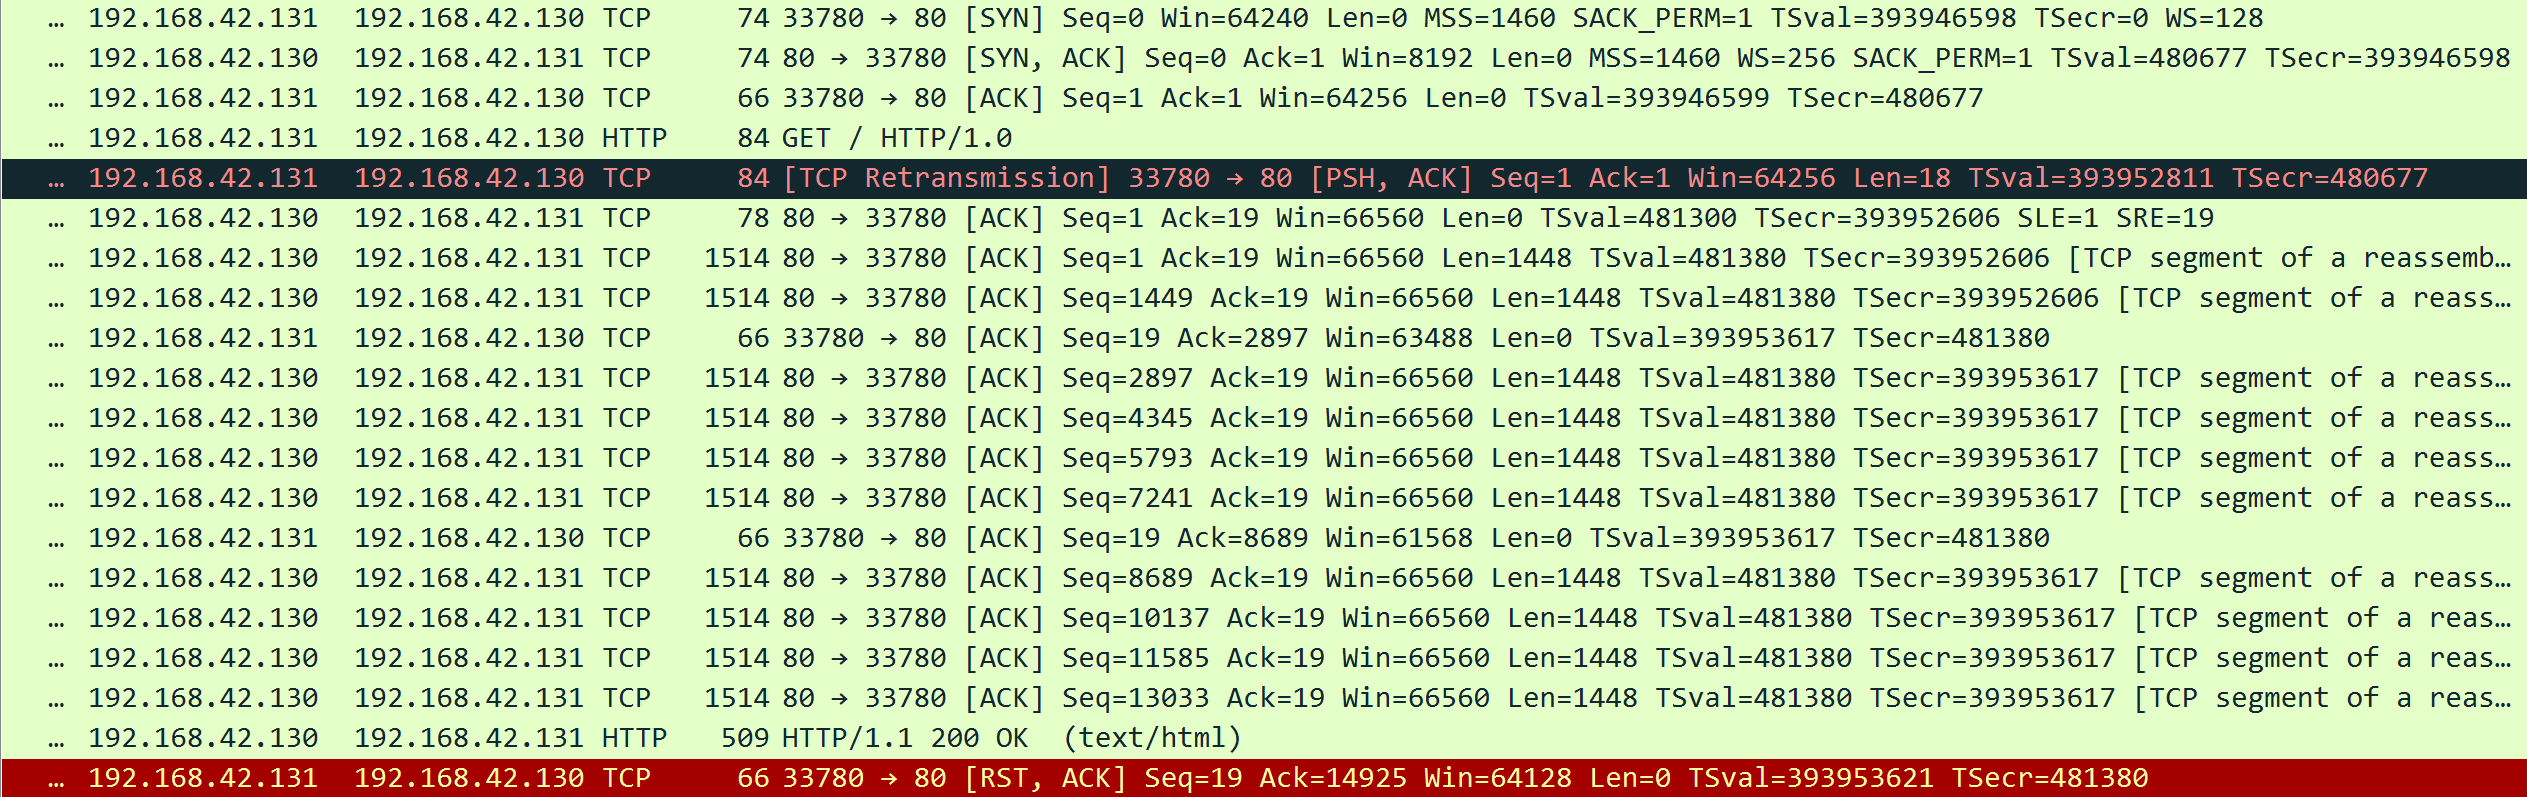 … 192.168.42.131 192.168.42.130 TCP 74 33780 → 80 [SYN] Seq=0 Win=64240 Len=0 MSS=1460 SACK_PERM=1 TSval=393946598 TSecr=0 WS=128
… 192.168.42.130 192.168.42.131 TCP 74 80 → 33780 [SYN, ACK] Seq=0 Ack=1 Win=8192 Len=0 MSS=1460 WS=256 SACK_PERM=1 TSval=480677 TSecr=393946598
… 192.168.42.131 192.168.42.130 TCP 66 33780 → 80 [ACK] Seq=1 Ack=1 Win=64256 Len=0 TSval=393946599 TSecr=480677
… 192.168.42.131 192.168.42.130 HTTP 84 GET / HTTP/1.0
… 192.168.42.131 192.168.42.130 TCP 84 [TCP Retransmission] 33780 → 80 [PSH, ACK] Seq=1 Ack=1 Win=64256 Len=18 TSval=393952811 TSecr=480677
… 192.168.42.130 192.168.42.131 TCP 78 80 → 33780 [ACK] Seq=1 Ack=19 Win=66560 Len=0 TSval=481300 TSecr=393952606 SLE=1 SRE=19
… 192.168.42.130 192.168.42.131 TCP 1514 80 → 33780 [ACK] Seq=1 Ack=19 Win=66560 Len=1448 TSval=481380 TSecr=393952606 [TCP segment of a reassemb…
… 192.168.42.130 192.168.42.131 TCP 1514 80 → 33780 [ACK] Seq=1449 Ack=19 Win=66560 Len=1448 TSval=481380 TSecr=393952606 [TCP segment of a reass…
… 192.168.42.131 192.168.42.130 TCP 66 33780 → 80 [ACK] Seq=19 Ack=2897 Win=63488 Len=0 TSval=393953617 TSecr=481380
… 192.168.42.130 192.168.42.131 TCP 1514 80 → 33780 [ACK] Seq=2897 Ack=19 Win=66560 Len=1448 TSval=481380 TSecr=393953617 [TCP segment of a reass…
… 192.168.42.130 192.168.42.131 TCP 1514 80 → 33780 [ACK] Seq=4345 Ack=19 Win=66560 Len=1448 TSval=481380 TSecr=393953617 [TCP segment of a reass…
… 192.168.42.130 192.168.42.131 TCP 1514 80 → 33780 [ACK] Seq=5793 Ack=19 Win=66560 Len=1448 TSval=481380 TSecr=393953617 [TCP segment of a reass…
… 192.168.42.130 192.168.42.131 TCP 1514 80 → 33780 [ACK] Seq=7241 Ack=19 Win=66560 Len=1448 TSval=481380 TSecr=393953617 [TCP segment of a reass…
… 192.168.42.131 192.168.42.130 TCP 66 33780 → 80 [ACK] Seq=19 Ack=8689 Win=61568 Len=0 TSval=393953617 TSecr=481380
… 192.168.42.130 192.168.42.131 TCP 1514 80 → 33780 [ACK] Seq=8689 Ack=19 Win=66560 Len=1448 TSval=481380 TSecr=393953617 [TCP segment of a reass…
… 192.168.42.130 192.168.42.131 TCP 1514 80 → 33780 [ACK] Seq=10137 Ack=19 Win=66560 Len=1448 TSval=481380 TSecr=393953617 [TCP segment of a reas…
… 192.168.42.130 192.168.42.131 TCP 1514 80 → 33780 [ACK] Seq=11585 Ack=19 Win=66560 Len=1448 TSval=481380 TSecr=393953617 [TCP segment of a reas…
… 192.168.42.130 192.168.42.131 TCP 1514 80 → 33780 [ACK] Seq=13033 Ack=19 Win=66560 Len=1448 TSval=481380 TSecr=393953617 [TCP segment of a reas…
… 192.168.42.130 192.168.42.131 HTTP 509 HTTP/1.1 200 OK (text/html)
… 192.168.42.131 192.168.42.130 TCP 66 33780 → 80 [RST, ACK] Seq=19 Ack=14925 Win=64128 Len=0 TSval=393953621 TSecr=481380